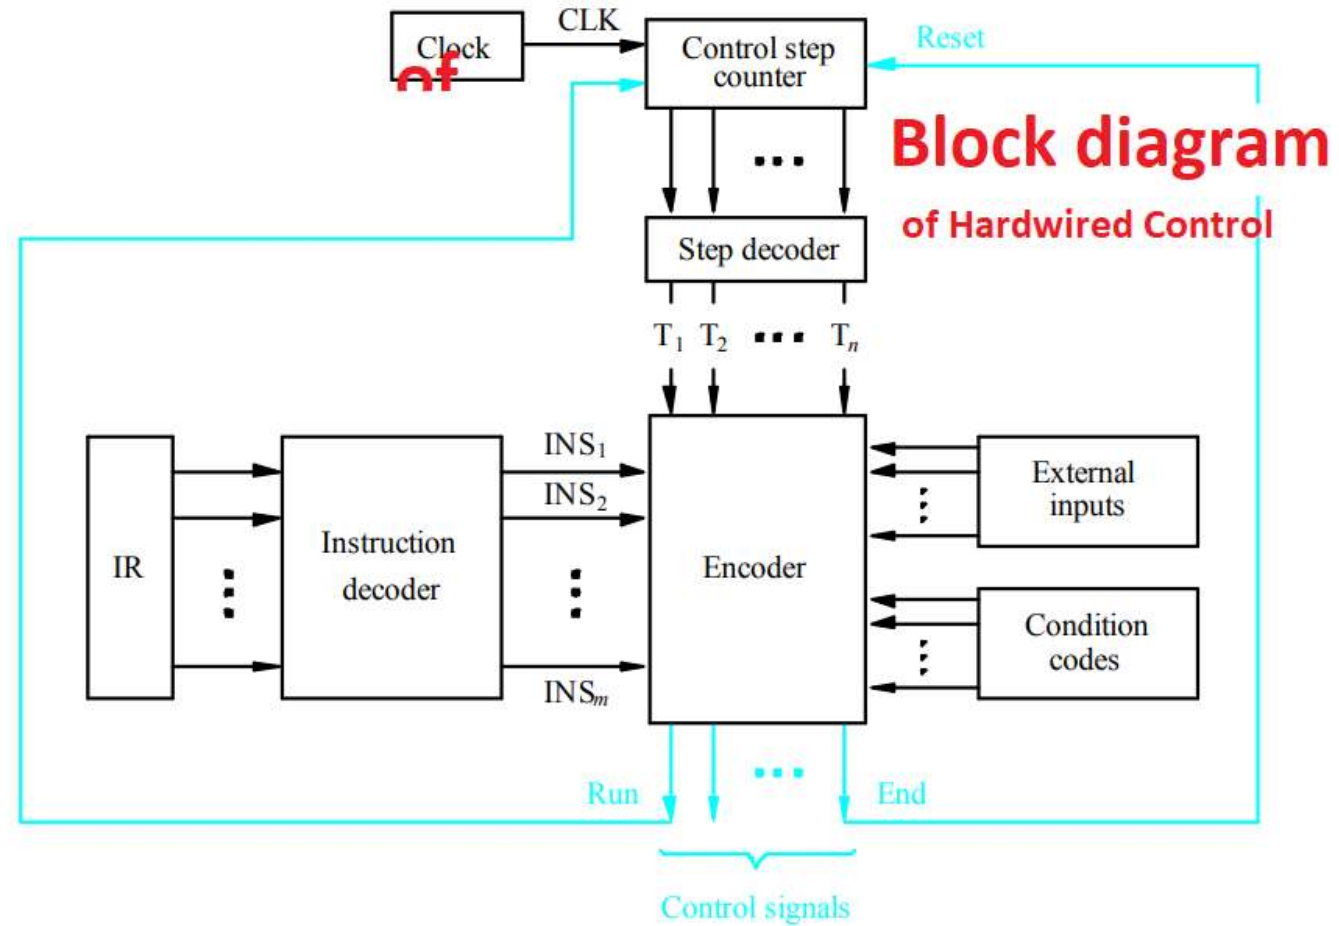 CLK
Clock
of
Control step
counter
Reset
Block diagram
of Hardwired Control
Step decoder
T1 T2 Tn
IR
Instruction
decoder
INS1
INS2
INSm
Encoder
External
inputs
Condition
codes
Run
End
Control signals